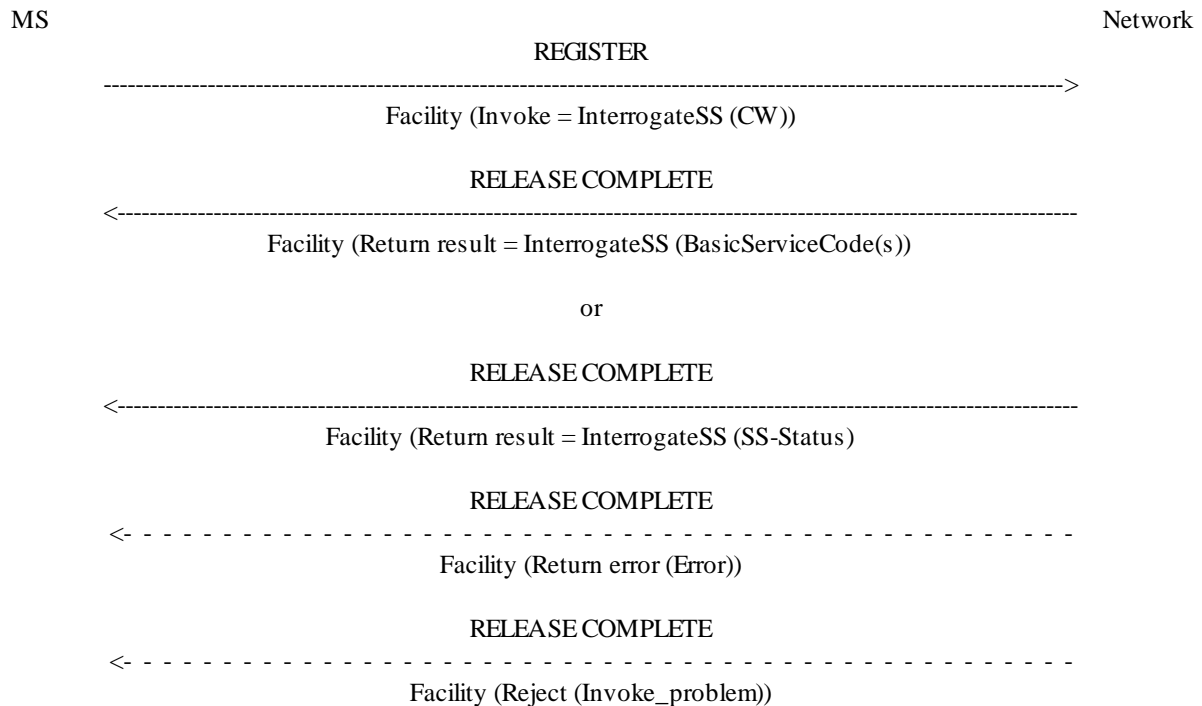 MS Network
REGISTER
Facility (Invoke = InterrogateSS (CW))
RELEASE COMPLETE
Facility (Return result = InterrogateSS (BasicServiceCode(s))
or
RELEASE COMPLETE
Facility (Return result = InterrogateSS (SS-Status)
RELEASE COMPLETE
Facility (Return error (Error))
RELEASE COMPLETE
Facility (Reject (Invoke_problem))